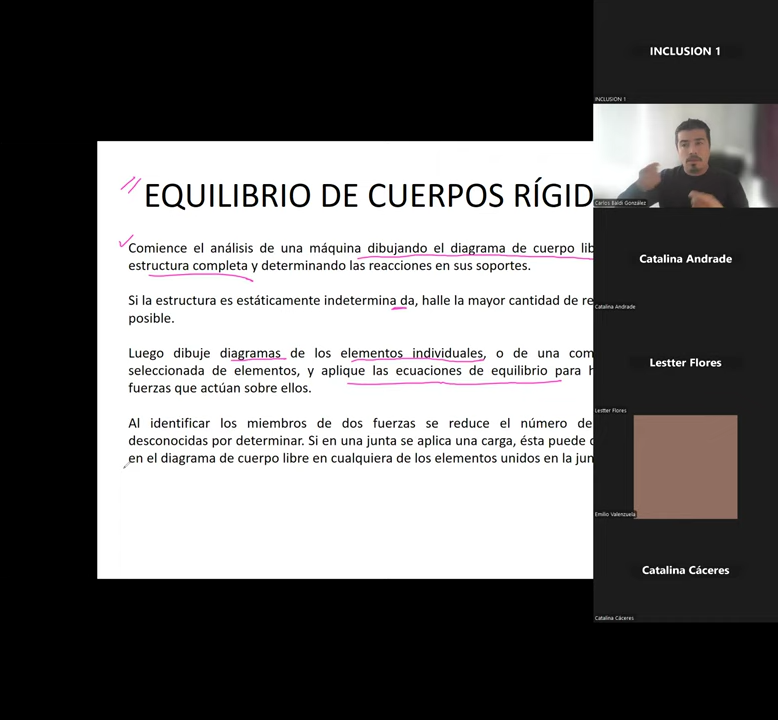 INCLUSION 1
INCLUSION 1
EQUILIBRIO DE CUERPOS RÍGID
Carlos Baldi González
Comience el análisis de una máquina dibujando el diagrama de cuerpo lib
estructura completa y determinando las reacciones en sus soportes.
Catalina Andrade
Catalina Andrade
Si la estructura es estáticamente indetermina da, halle la mayor cantidad de re
posible.
Luego dibuje diagramas de los elementos individuales, o de una com
seleccionada de elementos, y aplique las ecuaciones de equilibrio para h
fuerzas que actúan sobre ellos.
Lestter Flores
Lestter Flores
Al identificar los miembros de dos fuerzas se reduce el número de
desconocidas por determinar. Si en una junta se aplica una carga, ésta puede
en el diagrama de cuerpo libre en cualquiera de los elementos unidos en la jun
Emilio Valenzuela
Catalina Cáceres
Catalina Cáceres